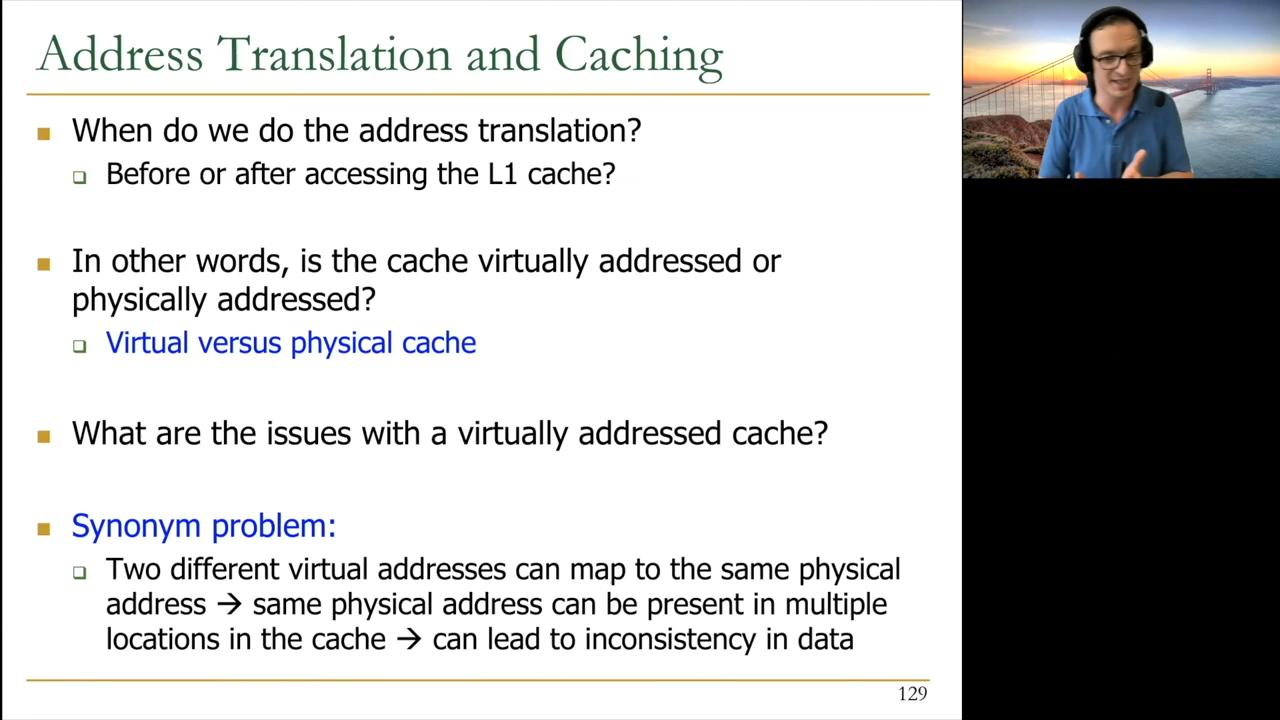 Address Translation and Caching
When do we do the address translation?
Before or after accessing the L1 cache?
In other words, is the cache virtually addressed or
physically addressed?
Virtual versus physical cache
What are the issues with a virtually addressed cache?
Synonym problem:
Two different virtual addresses can map to the same physical
address → same physical address can be present in multiple
locations in the cache → can lead to inconsistency in data
129